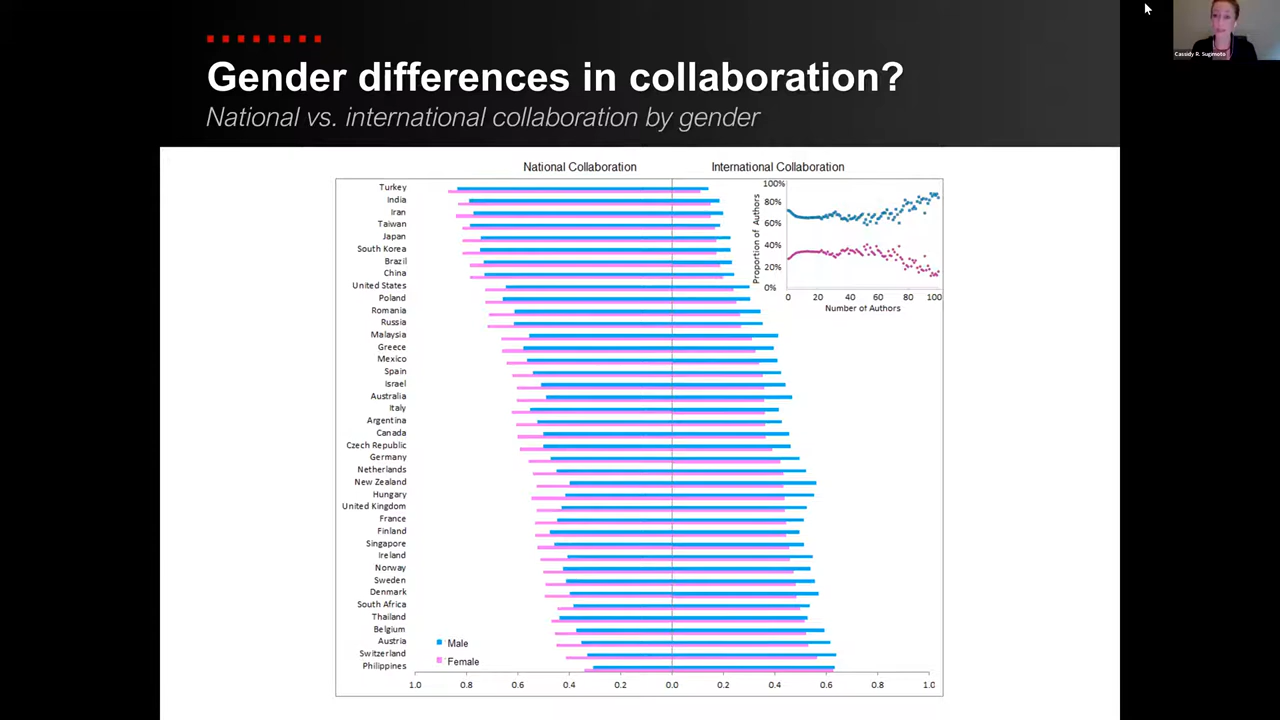 Cassidy R. Sugimoto
Gender differences in collaboration?
National vs. international collaboration by gender
National Collaboration
International Collaboration
Turkey
India
Iran
Taiwan
Japan
South Korea
Brazil
China
United States
Poland
Romania
Russia
Malaysia
Greece
Mexico
Spain
Israel
Australia
Italy
Argentina
Canada
Czech Republic
Germany
Netherlands
New Zealand
Hungary
United Kingdom
France
Finland
Singapore
Ireland
Norway
Sweden
Denmark
South Africa
Thailand
Belgium
Austria
Switzerland
Philippines
Male
Female
1.0 0.8 0.6 0.4 0.2 0.0 0.2 0.4 0.6 0.8 1.0
Proportion of Authors
100%
80%
60%
40%
20%
0%
0 20 40 60 80 100
Number of Authors